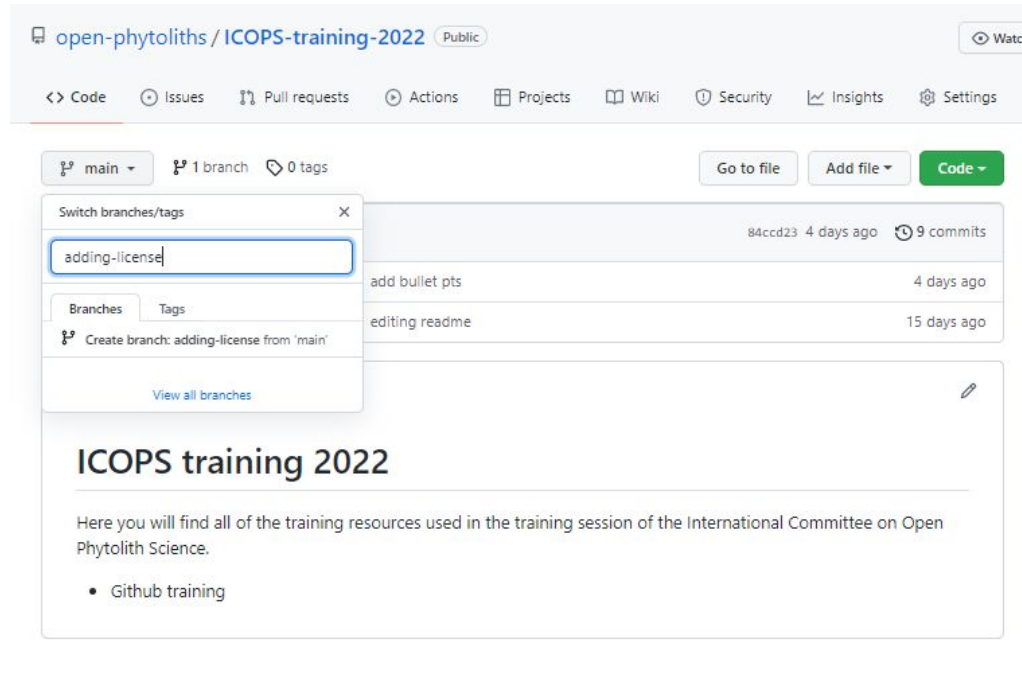 open-phytoliths / ICOPS-training-2022 Public
Watc
Code Issues Pull requests Actions Projects Wiki Security Insights Settings
main 1 branch 0 tags Go to file Add file Code
Switch branches/tags
84ccd23 4 days ago 9 commits
adding-license
add bullet pts 4 days ago
Branches Tags
editing readme 15 days ago
Create branch: adding-license from 'main'
View all branches
ICOPS training 2022
Here you will find all of the training resources used in the training session of the International Committee on Open
Phytolith Science.
• Github training